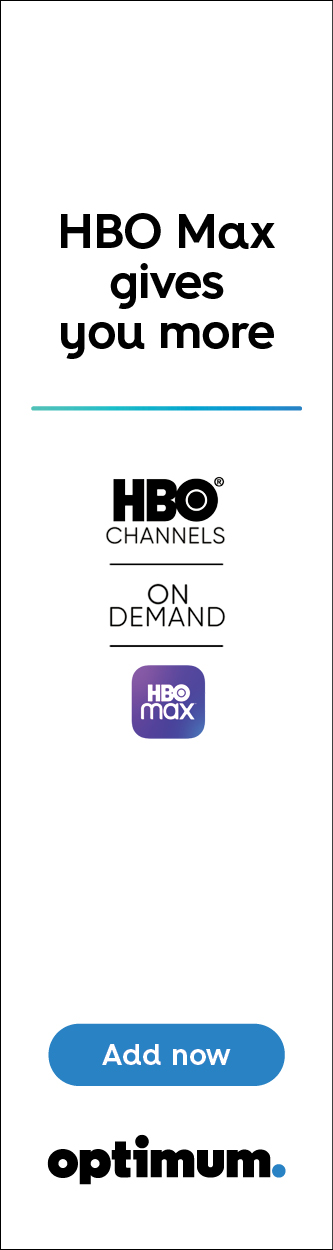 HBO Max
gives
you more
HBO®
CHANNELS
ON
DEMAND
HBO
max
Add now
optimum.